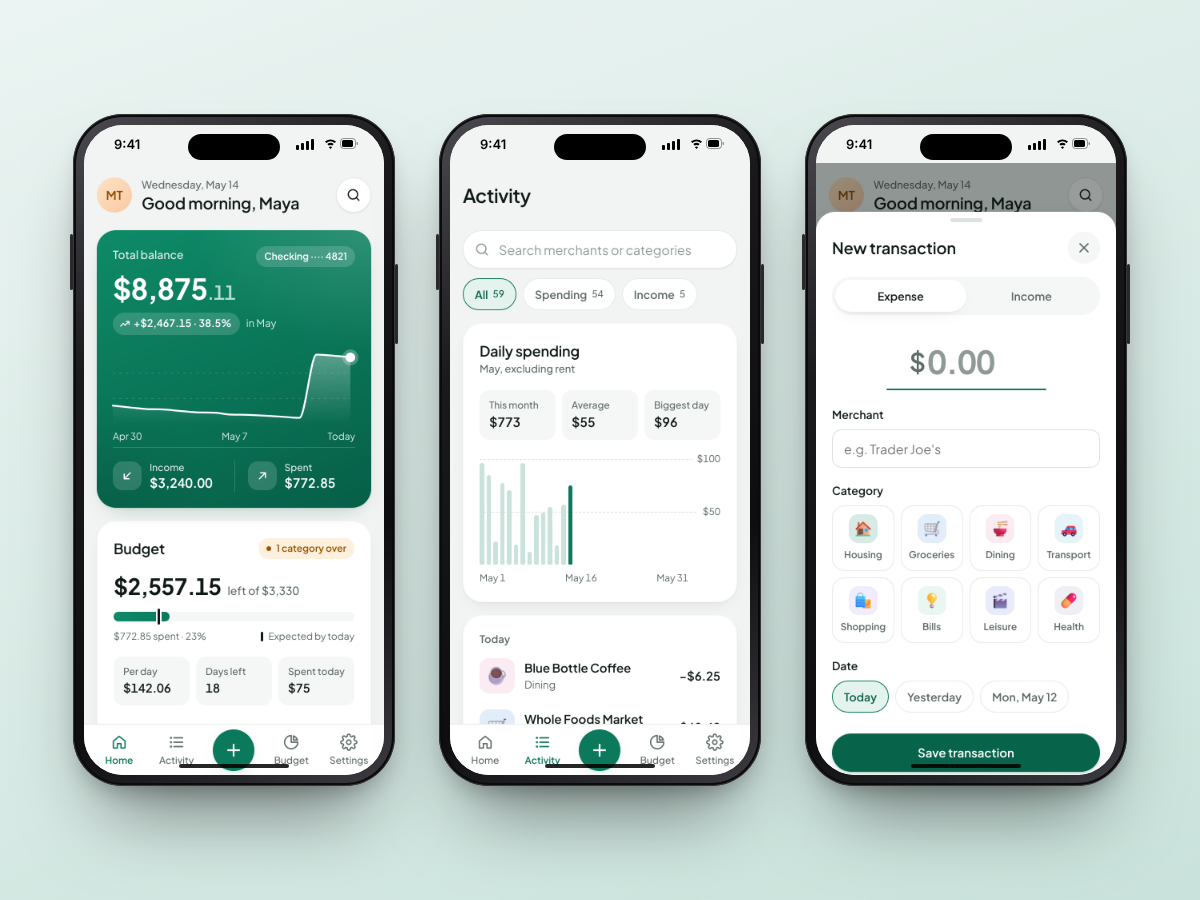 9:41
MT
Wednesday, May 14
Good morning, Maya
Total balance
Checking ···· 4821
$8,875.11
+$2,467.15 · 38.5%
in May
Apr 30
May 7
Today
Income
$3,240.00
Spent
$772.85
Budget
1 category over
$2,557.15 left of $3,330
$772.85 spent · 23%
Expected by today
Per day
$142.06
Days left
18
Spent today
$75
Home
Activity
Budget
Settings
9:41
Activity
Search merchants or categories
All 59
Spending 54
Income 5
Daily spending
May, excluding rent
This month
$773
Average
$55
Biggest day
$96
$100
$50
May 1
May 16
May 31
Today
Blue Bottle Coffee
Dining
−$6.25
Whole Foods Market
Home
Activity
Budget
Settings
9:41
MT
Wednesday, May 14
Good morning, Maya
New transaction
Expense
Income
$0.00
Merchant
e.g. Trader Joe's
Category
Housing
Groceries
Dining
Transport
Shopping
Bills
Leisure
Health
Date
Today
Yesterday
Mon, May 12
Save transaction